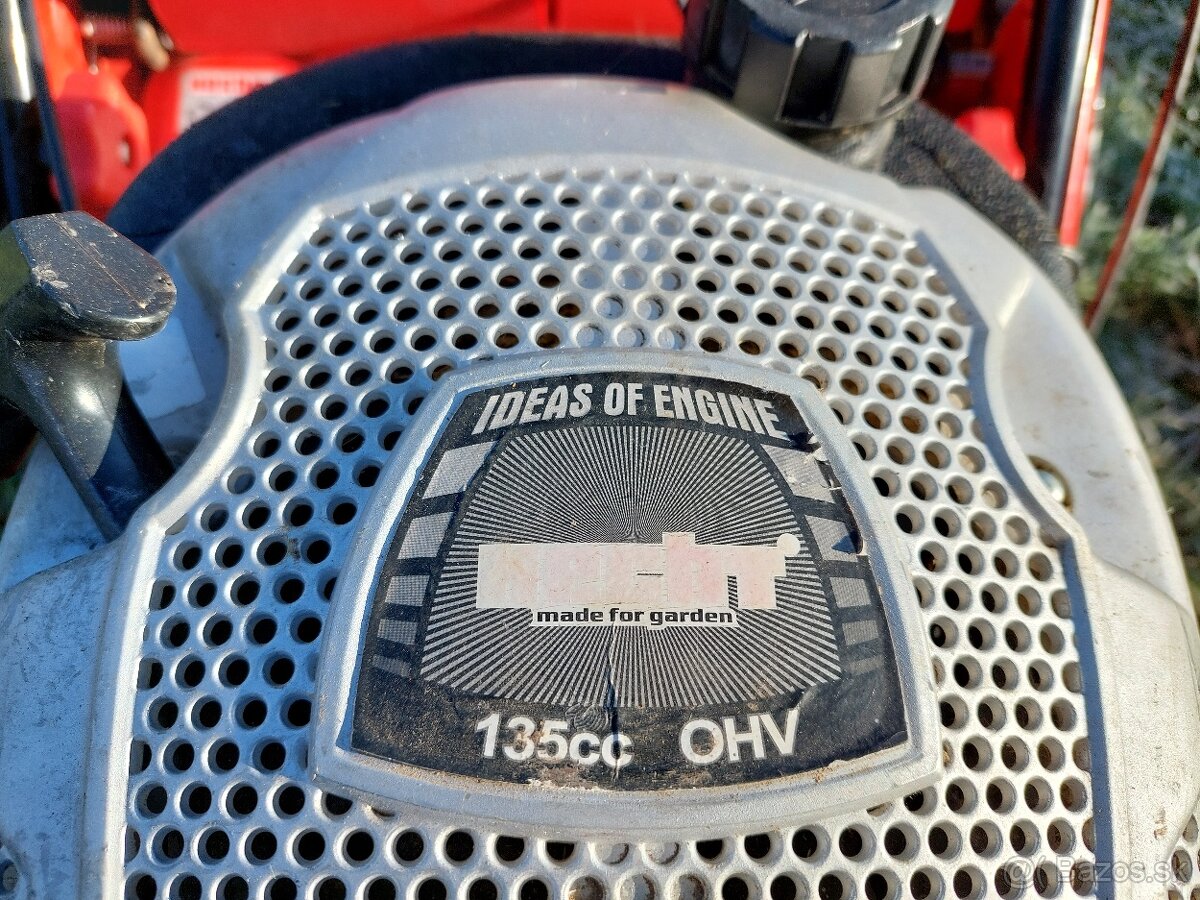 IDEAS OF ENGINE
made for garden
135cc OHV
Bazos.sk